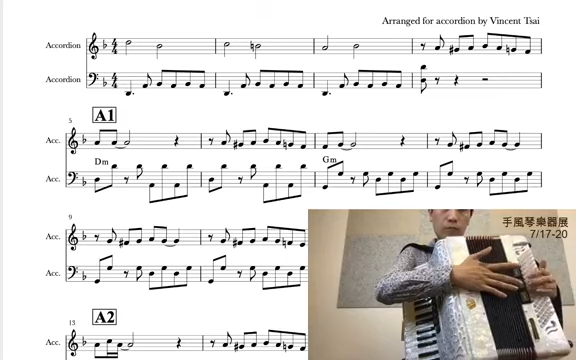 Arranged for accordion by Vincent Tsai
Accordion
Accordion
5
A1
Acc.
Dm
Gm
Acc.
9
Acc.
Acc.
手風琴樂器展
7/17-20
13
A2
Acc.